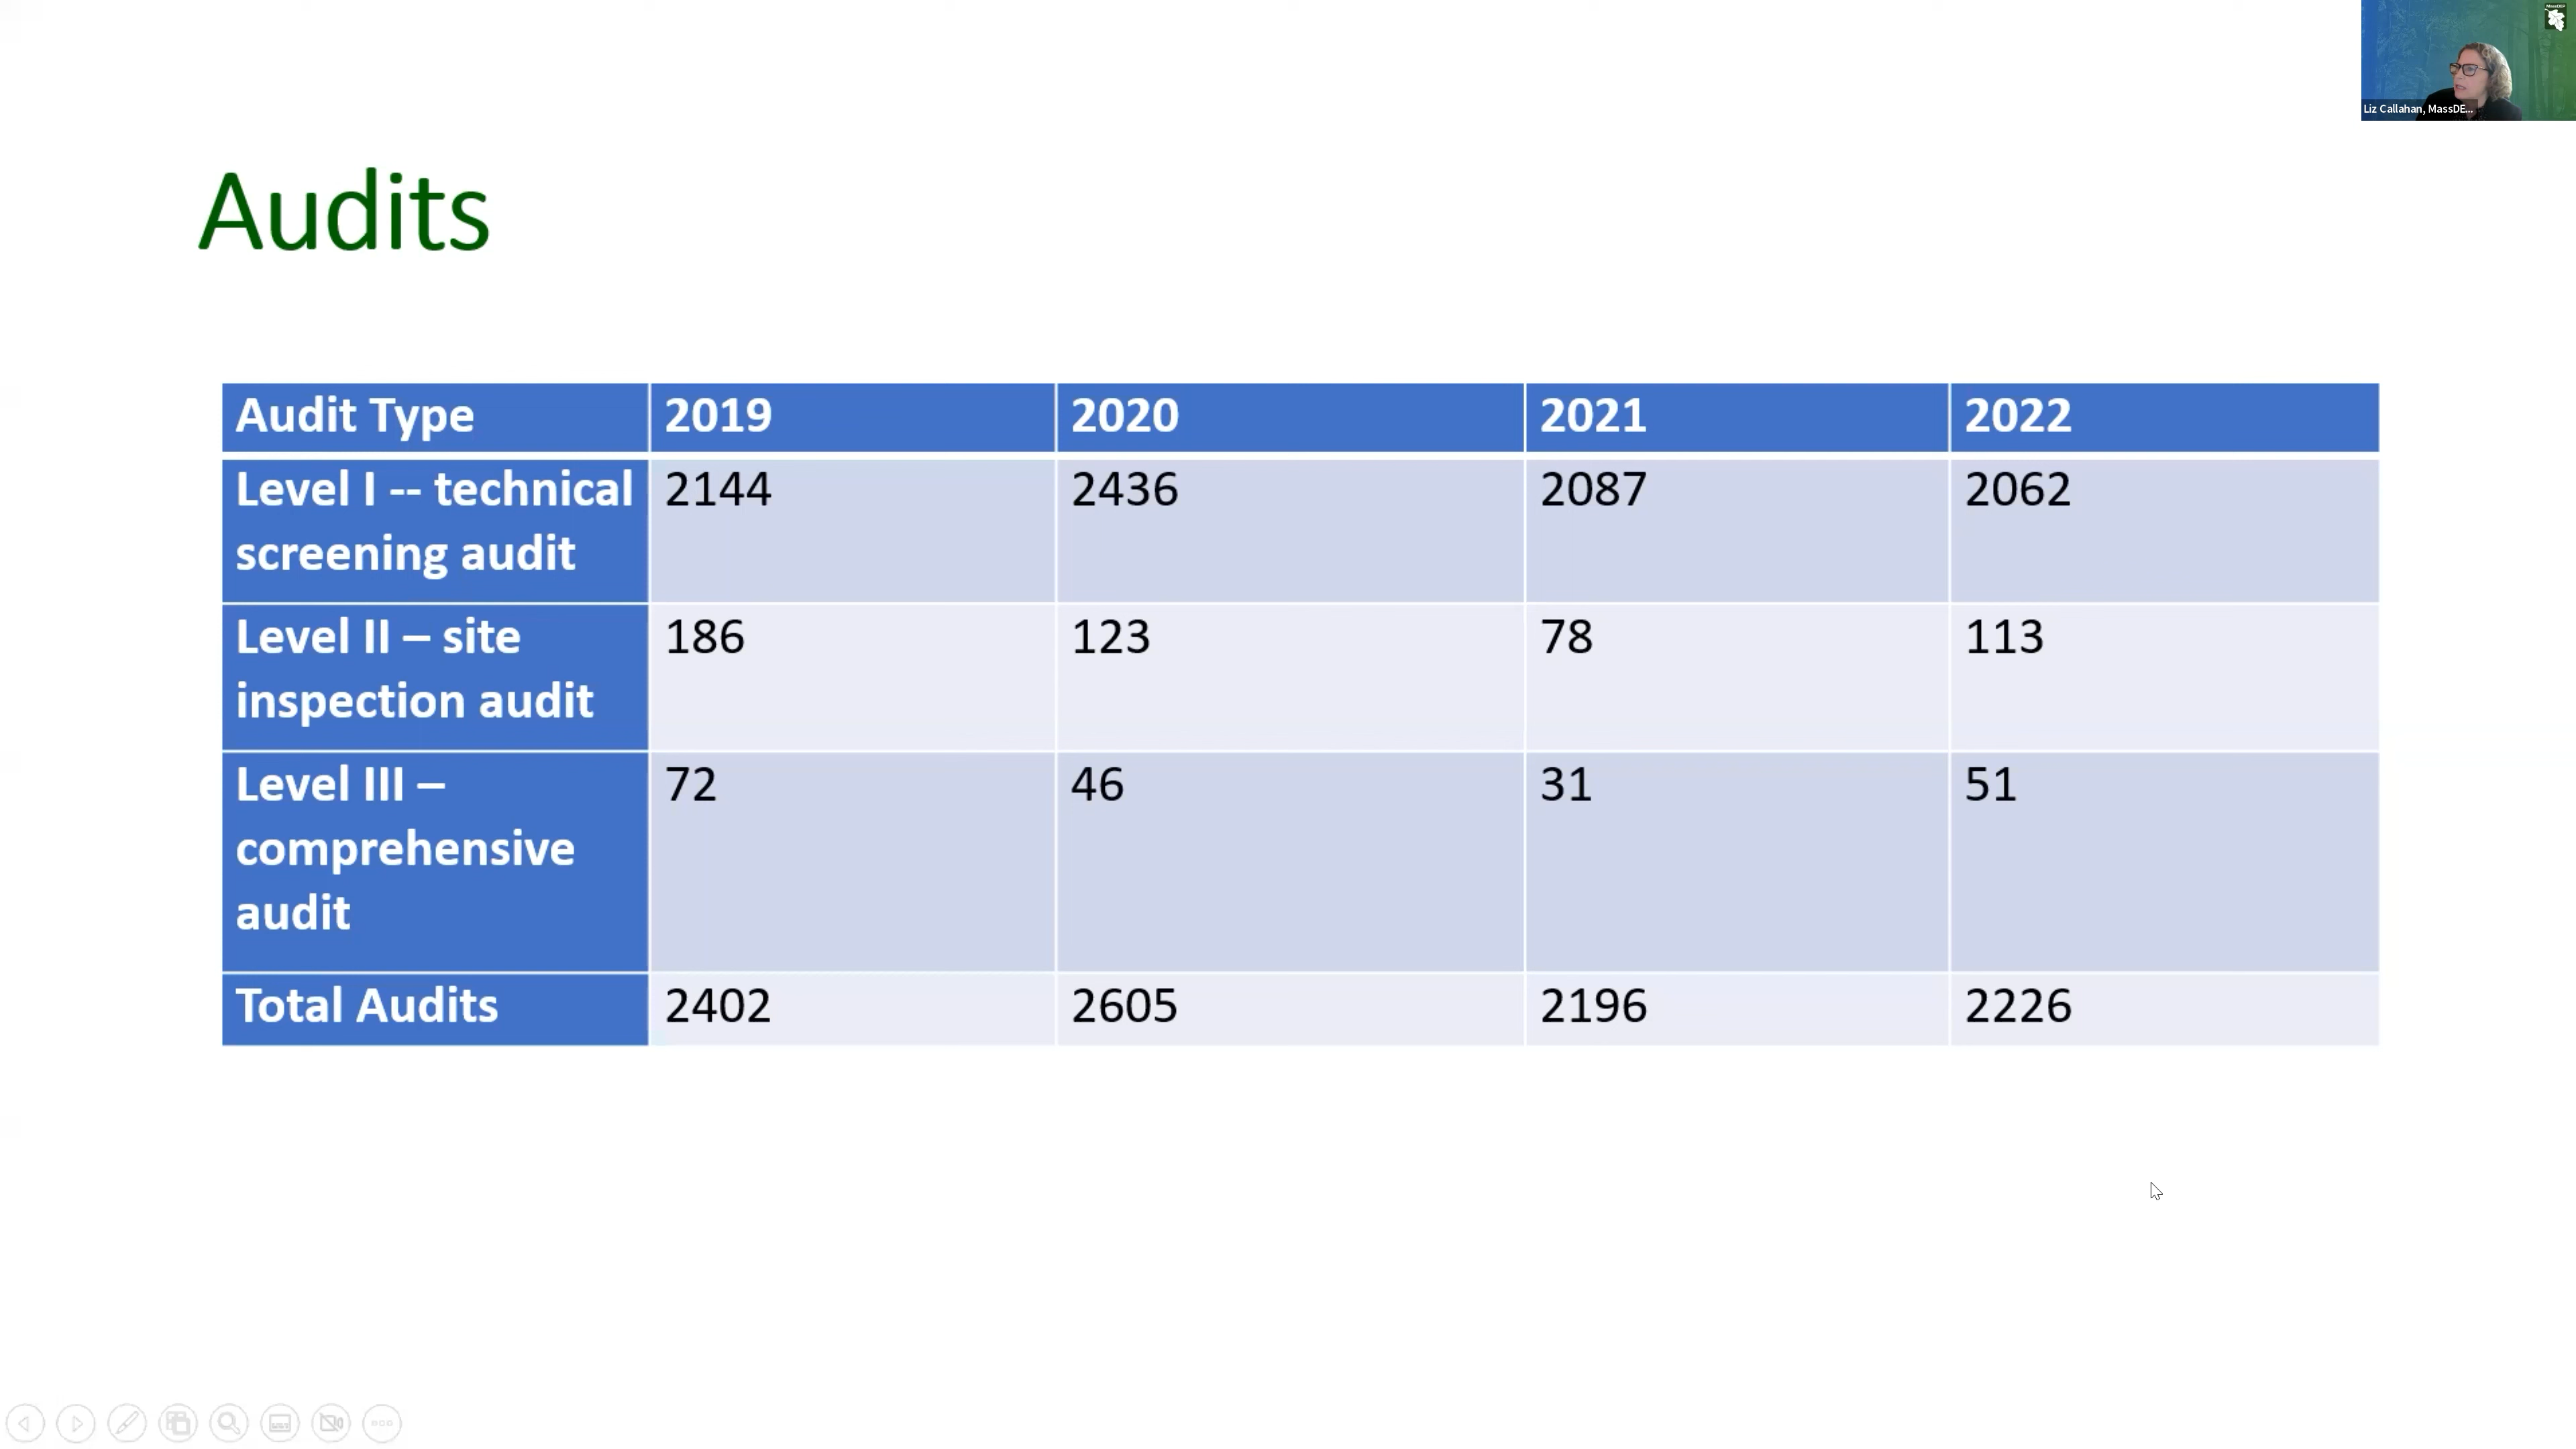 Liz Callahan, MassDE...
Audits
Audit Type 2019 2020 2021 2022
Level I -- technical 2144 2436 2087 2062
screening audit
Level II – site 186 123 78 113
inspection audit
Level III – 72 46 31 51
comprehensive
audit
Total Audits 2402 2605 2196 2226